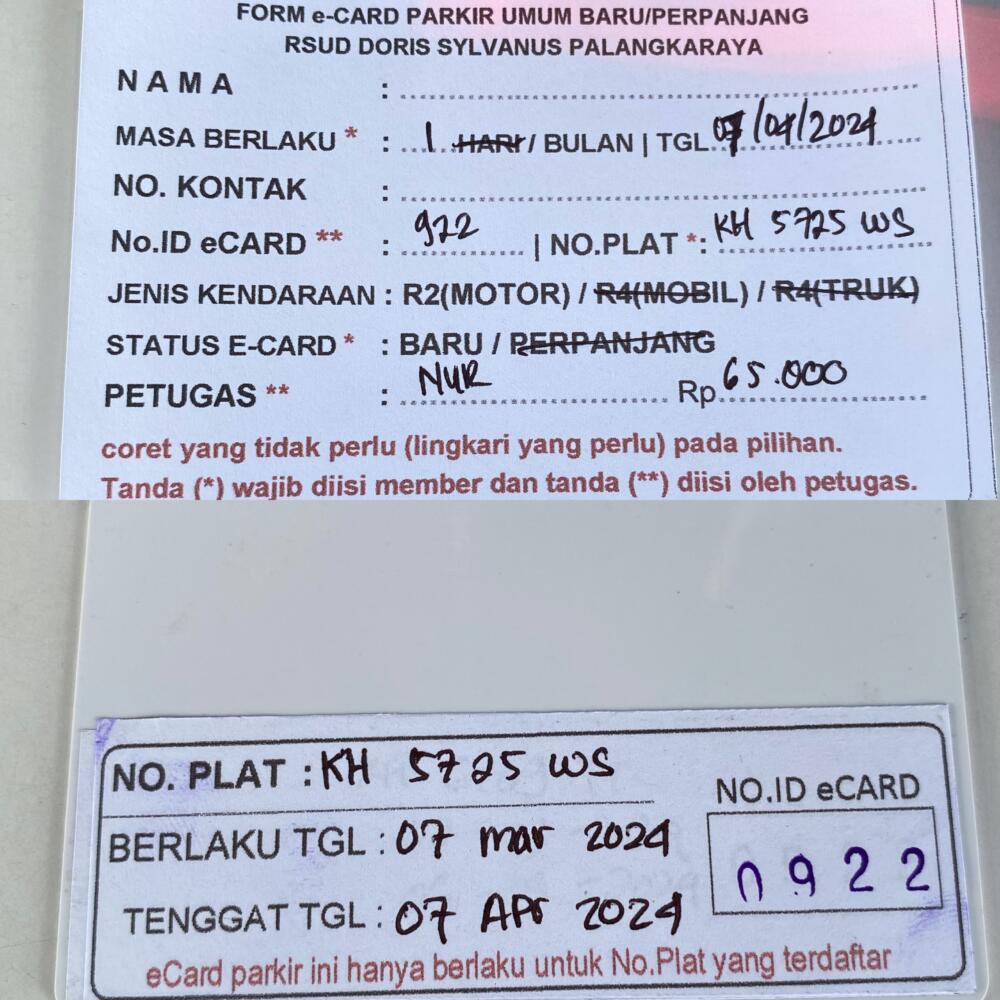 FORM e-CARD PARKIR UMUM BARU/PERPANJANG
RSUD DORIS SYLVANUS PALANGKARAYA
NAMA :
MASA BERLAKU * : 1 HARI / BULAN | TGL 07/04/2024
NO. KONTAK :
No.ID eCARD ** : 922 | NO.PLAT *: KH 5725 WS
JENIS KENDARAAN : R2(MOTOR) / R4(MOBIL) / R4(TRUK)
STATUS E-CARD * : BARU / PERPANJANG
PETUGAS ** : NUR Rp 65.000
coret yang tidak perlu (lingkari yang perlu) pada pilihan.
Tanda (*) wajib diisi member dan tanda (**) diisi oleh petugas.
NO. PLAT : KH 5725 WS
NO.ID eCARD
BERLAKU TGL : 07 mar 2024
0922
TENGGAT TGL : 07 Apr 2024
eCard parkir ini hanya berlaku untuk No.Plat yang terdaftar